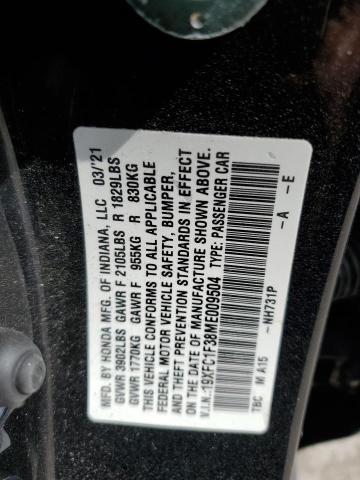 MFD. BY HONDA MFG. OF INDIANA, LLC 03/21
GVWR 3902LBS GAWR F 2105LBS R 1829LBS
GVWR 1770KG GAWR F 955KG R 830KG
THIS VEHICLE CONFORMS TO ALL APPLICABLE
FEDERAL MOTOR VEHICLE SAFETY, BUMPER,
AND THEFT PREVENTION STANDARDS IN EFFECT
ON THE DATE OF MANUFACTURE SHOWN ABOVE.
V.I.N.:19XFC1F38ME009504 TYPE: PASSENGER CAR
-NH731P -A -E
TBC M A15